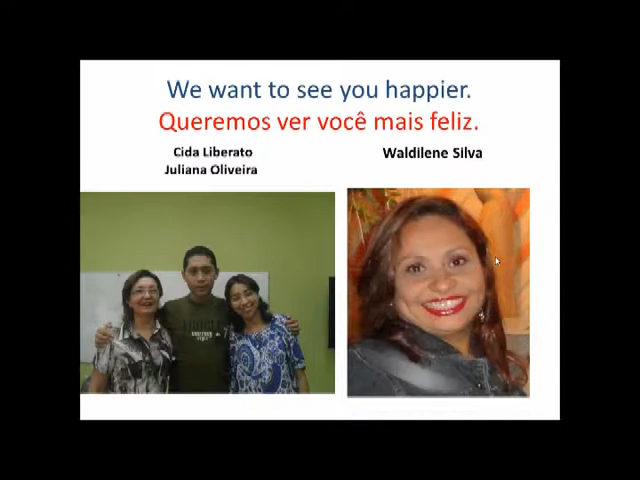 We want to see you happier.
Queremos ver você mais feliz.
Cida Liberato
Juliana Oliveira
Waldilene Silva